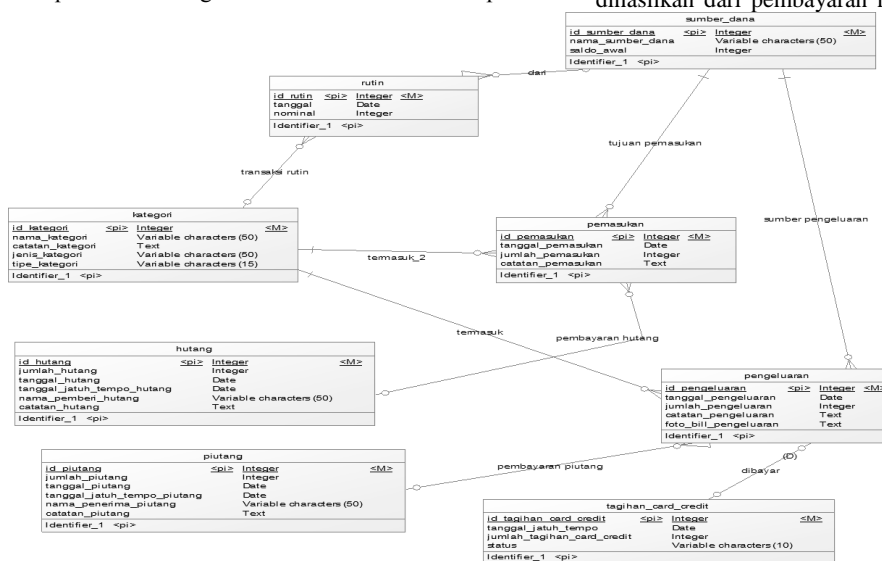 dihasilkan dari pembayaran
sumber_dana
id_sumber_dana <pi> Integer <M>
nama_sumber_dana Variable characters (50)
saldo_awal Integer
Identifier_1 <pi>
dari
rutin
id_rutin <pi> Integer <M>
tanggal Date
nominal Integer
Identifier_1 <pi>
tujuan pemasukan
transaksi rutin
kategori
id_kategori <pi> Integer <M>
nama_kategori Variable characters (50)
catatan_kategori Text
jenis_kategori Variable characters (50)
tipe_kategori Variable characters (15)
Identifier_1 <pi>
pemasukan
id_pemasukan <pi> Integer <M>
tanggal_pemasukan Date
jumlah_pemasukan Integer
catatan_pemasukan Text
Identifier_1 <pi>
sumber pengeluaran
termasuk_2
termasuk
pembayaran hutang
hutang
id_hutang <pi> Integer <M>
jumlah_hutang Integer
tanggal_hutang Date
tanggal_jatuh_tempo_hutang Date
nama_pemberi_hutang Variable characters (50)
catatan_hutang Text
Identifier_1 <pi>
pengeluaran
id_pengeluaran <pi> Integer <M>
tanggal_pengeluaran Date
jumlah_pengeluaran Integer
catatan_pengeluaran Text
foto_bill_pengeluaran Text
Identifier_1 <pi>
piutang
id_piutang <pi> Integer <M>
jumlah_piutang Integer
tanggal_piutang Date
tanggal_jatuh_tempo_piutang Date
nama_penerima_piutang Variable characters (50)
catatan_piutang Text
Identifier_1 <pi>
pembayaran piutang
(D)
dibayar
tagihan_card_credit
id_tagihan_card_credit <pi> Integer <M>
tanggal_jatuh_tempo Date
jumlah_tagihan_card_credit Integer
status Variable characters (10)
Identifier_1 <pi>